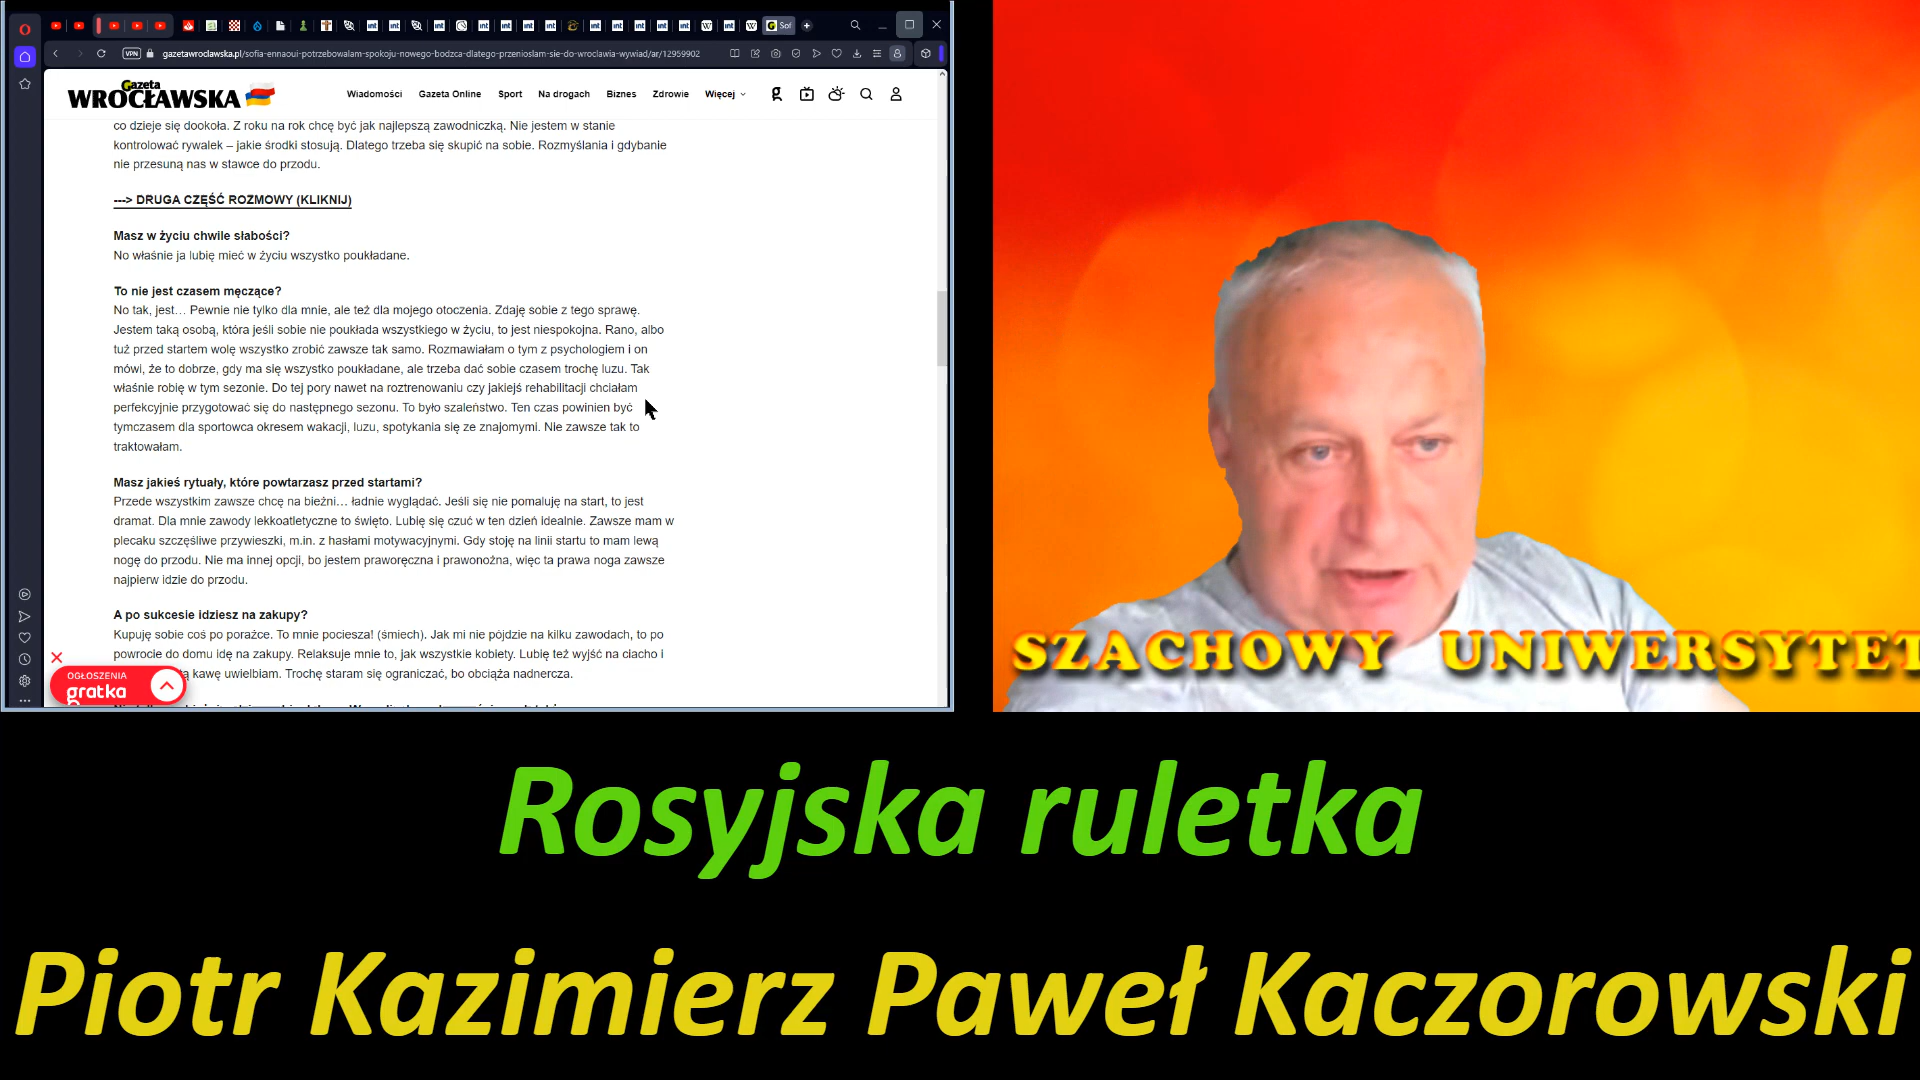 Sof
VPN
gazetawroclawska.pl/sofia-ennaoui-potrzebowalam-spokoju-nowego-bodzca-dlatego-przenioslam-sie-do-wroclawia-wywiad/ar/12959902
Gazeta
WROCŁAWSKA
Wiadomości Gazeta Online Sport Na drogach Biznes Zdrowie Więcej
co dzieje się dookoła. Z roku na rok chcę być jak najlepszą zawodniczką. Nie jestem w stanie
kontrolować rywalek – jakie środki stosują. Dlatego trzeba się skupić na sobie. Rozmyślania i gdybanie
nie przesuną nas w stawce do przodu.
---> DRUGA CZĘŚĆ ROZMOWY (KLIKNIJ)
Masz w życiu chwile słabości?
No właśnie ja lubię mieć w życiu wszystko poukładane.
To nie jest czasem męczące?
No tak, jest… Pewnie nie tylko dla mnie, ale też dla mojego otoczenia. Zdaję sobie z tego sprawę.
Jestem taką osobą, która jeśli sobie nie poukłada wszystkiego w życiu, to jest niespokojna. Rano, albo
tuż przed startem wolę wszystko zrobić zawsze tak samo. Rozmawiałam o tym z psychologiem i on
mówi, że to dobrze, gdy ma się wszystko poukładane, ale trzeba dać sobie czasem trochę luzu. Tak
właśnie robię w tym sezonie. Do tej pory nawet na roztrenowaniu czy jakiejś rehabilitacji chciałam
perfekcyjnie przygotować się do następnego sezonu. To było szaleństwo. Ten czas powinien być
tymczasem dla sportowca okresem wakacji, luzu, spotykania się ze znajomymi. Nie zawsze tak to
traktowałam.
Masz jakieś rytuały, które powtarzasz przed startami?
Przede wszystkim zawsze chcę na bieżni… ładnie wyglądać. Jeśli się nie pomaluję na start, to jest
dramat. Dla mnie zawody lekkoatletyczne to święto. Lubię się czuć w ten dzień idealnie. Zawsze mam w
plecaku szczęśliwe przywieszki, m.in. z hasłami motywacyjnymi. Gdy stoję na linii startu to mam lewą
nogę do przodu. Nie ma innej opcji, bo jestem praworęczna i prawonożna, więc ta prawa noga zawsze
najpierw idzie do przodu.
A po sukcesie idziesz na zakupy?
Kupuję sobie coś po porażce. To mnie pociesza! (śmiech). Jak mi nie pójdzie na kilku zawodach, to po
powrocie do domu idę na zakupy. Relaksuje mnie to, jak wszystkie kobiety. Lubię też wyjść na ciacho i
kawę uwielbiam. Trochę staram się ograniczać, bo obciąża nadnercza.
OGŁOSZENIA
gratka
SZACHOWY UNIWERSYTET
Rosyjska ruletka
Piotr Kazimierz Paweł Kaczorowski